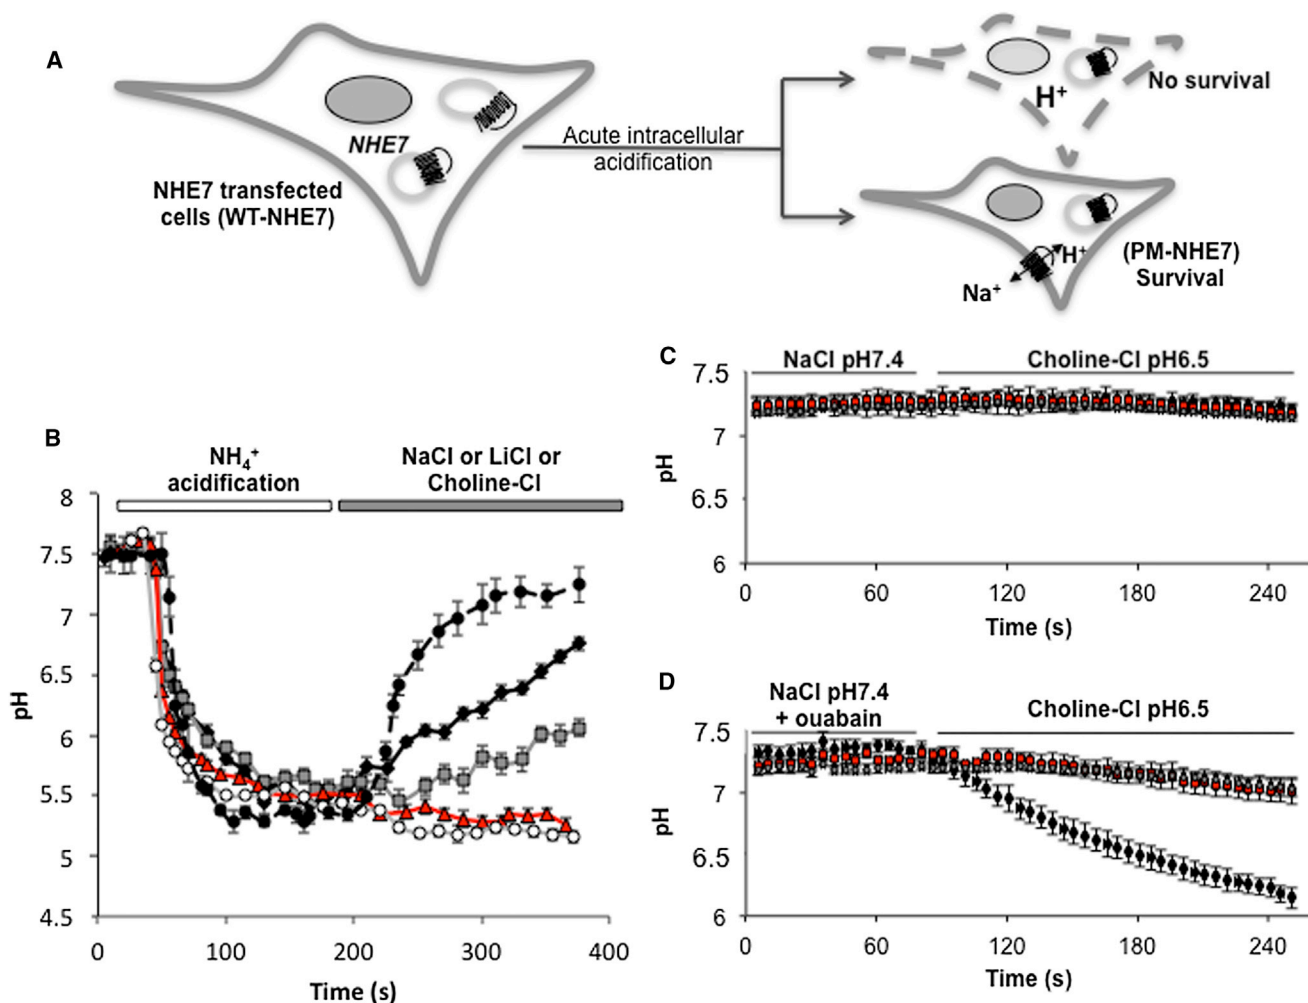 A
NHE7
NHE7 transfected
cells (WT-NHE7)
Acute intracellular
acidification
H⁺
No survival
H⁺
Na⁺
(PM-NHE7)
Survival
B
NH₄⁺
acidification
NaCl or LiCl or
Choline-Cl
pH
8
7.5
7
6.5
6
5.5
5
4.5
0 100 200 300 400
Time (s)
C
NaCl pH7.4
Choline-Cl pH6.5
pH
7.5
7
6.5
6
0 60 120 180 240
Time (s)
D
NaCl pH7.4
+ ouabain
Choline-Cl pH6.5
pH
7.5
7
6.5
6
0 60 120 180 240
Time (s)